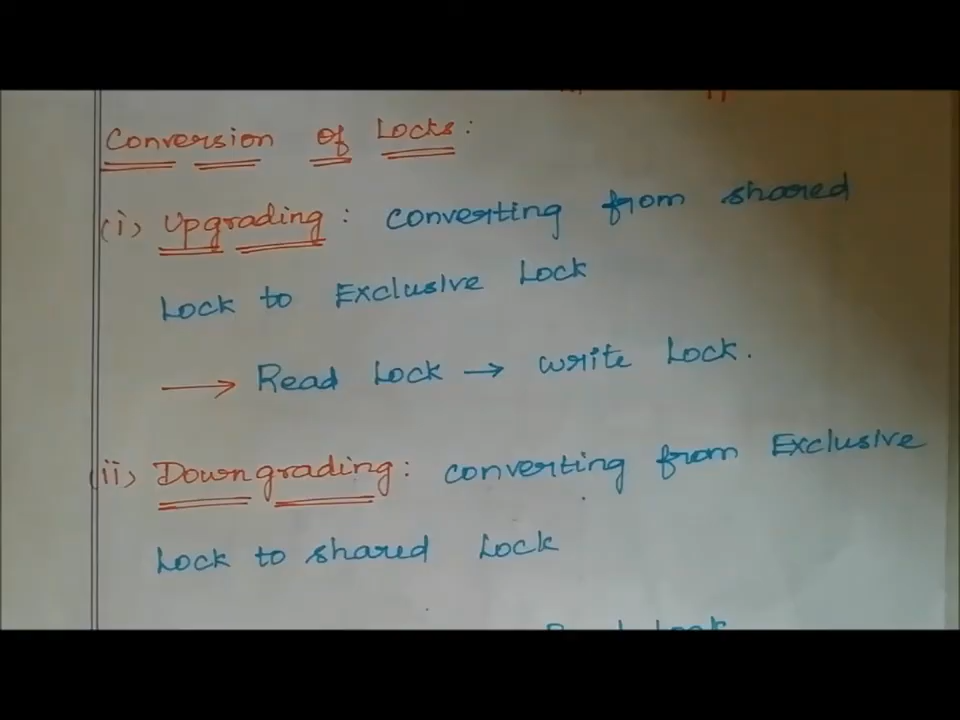 Conversion of Locks:
(i) Upgrading: converting from shared
Lock to Exclusive Lock
→ Read Lock → write Lock.
(ii) Downgrading: converting from Exclusive
Lock to shared Lock